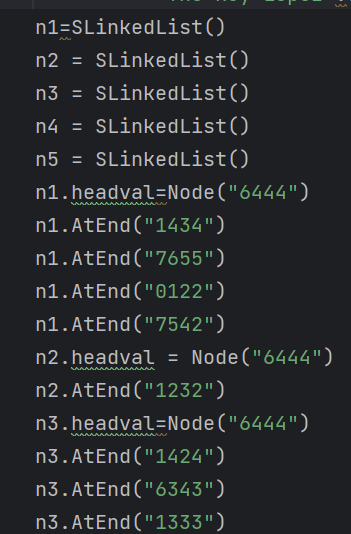 n1=SLinkedList()
n2 = SLinkedList()
n3 = SLinkedList()
n4 = SLinkedList()
n5 = SLinkedList()
n1.headval=Node("6444")
n1.AtEnd("1434")
n1.AtEnd("7655")
n1.AtEnd("0122")
n1.AtEnd("7542")
n2.headval = Node("6444")
n2.AtEnd("1232")
n3.headval=Node("6444")
n3.AtEnd("1424")
n3.AtEnd("6343")
n3.AtEnd("1333")